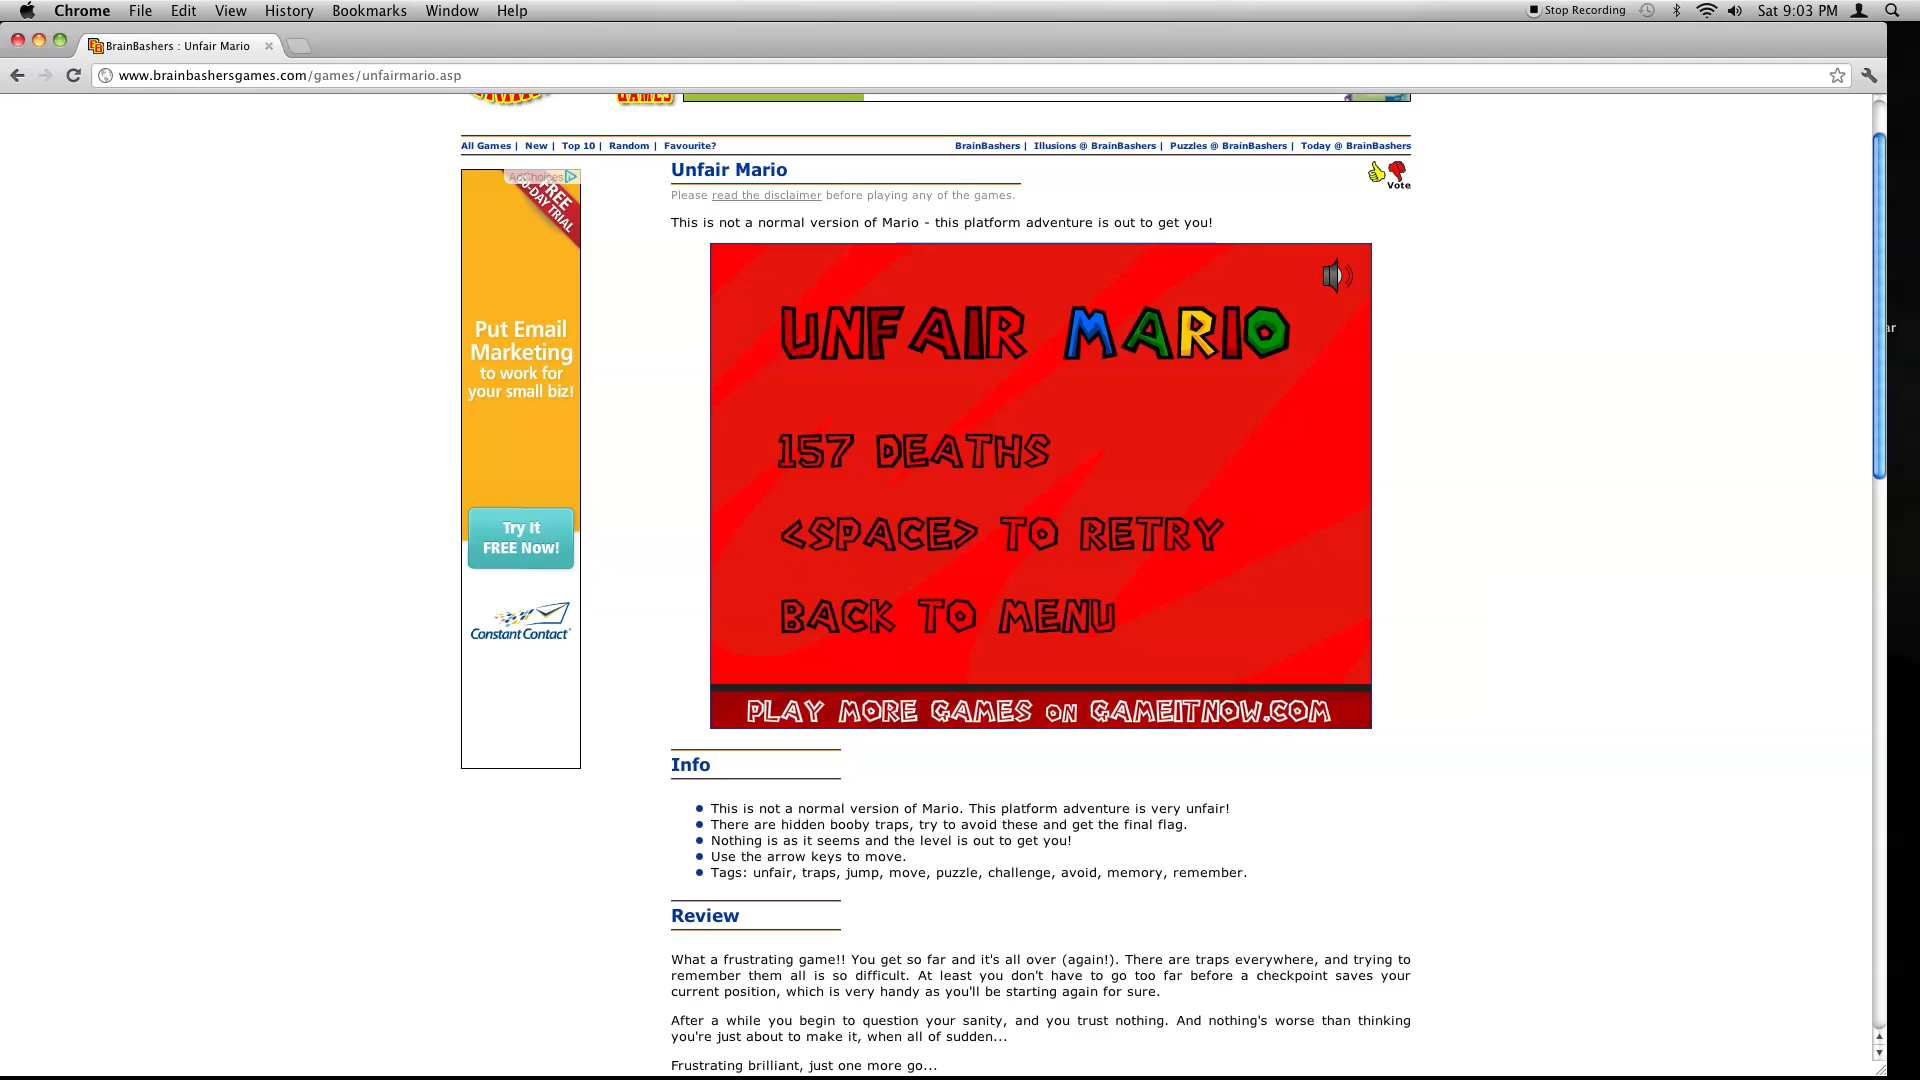 Chrome File Edit View History Bookmarks Window Help Stop Recording Sat 9:03 PM
BrainBashers : Unfair Mario
www.brainbashersgames.com/games/unfairmario.asp
GAMES
All Games | New | Top 10 | Random | Favourite? BrainBashers | Illusions @ BrainBashers | Puzzles @ BrainBashers | Today @ BrainBashers
Unfair Mario
Vote
Please read the disclaimer before playing any of the games.
This is not a normal version of Mario - this platform adventure is out to get you!
AdChoices
FREE
-DAY TRIAL
Put Email
Marketing
to work for
your small biz!
Try It
FREE Now!
Constant Contact
UNFAIR MARIO
157 DEATHS
<SPACE> TO RETRY
BACK TO MENU
PLAY MORE GAMES ON GAMEITNOW.COM
Info
This is not a normal version of Mario. This platform adventure is very unfair!
There are hidden booby traps, try to avoid these and get the final flag.
Nothing is as it seems and the level is out to get you!
Use the arrow keys to move.
Tags: unfair, traps, jump, move, puzzle, challenge, avoid, memory, remember.
Review
What a frustrating game!! You get so far and it's all over (again!). There are traps everywhere, and trying to
remember them all is so difficult. At least you don't have to go too far before a checkpoint saves your
current position, which is very handy as you'll be starting again for sure.
After a while you begin to question your sanity, and you trust nothing. And nothing's worse than thinking
you're just about to make it, when all of sudden...
Frustrating brilliant, just one more go...